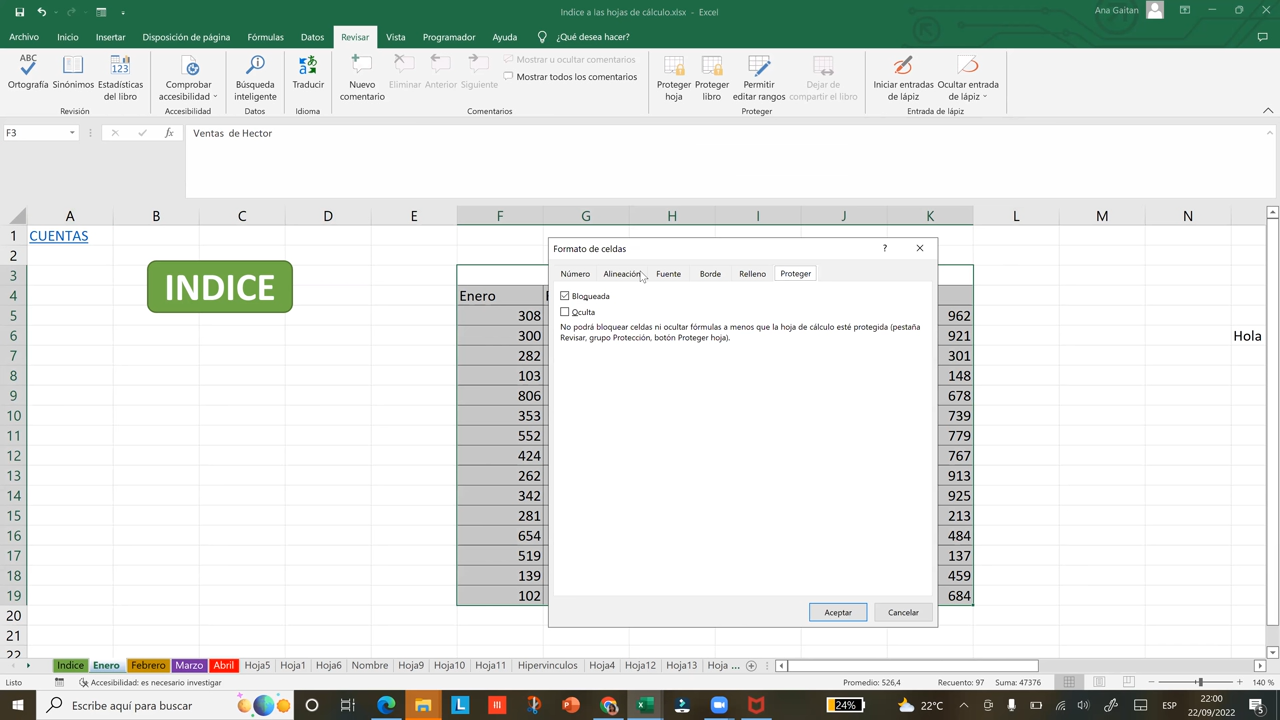 Indice a las hojas de cálculo.xlsx - Excel
Ana Gaitan
Archivo Inicio Insertar Disposición de página Fórmulas Datos Revisar Vista Programador Ayuda ¿Qué desea hacer?
ABC
Ortografía
Sinónimos
123
Estadísticas del libro
Revisión
Comprobar accesibilidad
Accesibilidad
Búsqueda inteligente
Datos
Traducir
Idioma
Nuevo comentario
Eliminar
Anterior
Siguiente
Mostrar u ocultar comentarios
Mostrar todos los comentarios
Comentarios
Proteger hoja
Proteger libro
Permitir editar rangos
Dejar de compartir el libro
Proteger
Iniciar entradas de lápiz
Ocultar entrada de lápiz
Entrada de lápiz
F3 fx Ventas de Hector
A B C D E F G H I J K L M N
1 CUENTAS
2
INDICE
3
4 Enero
5 308 962
6 300 921 Hola
7 282 301
8 103 148
9 806 678
10 353 739
11 552 779
12 424 767
13 262 913
14 342 925
15 281 213
16 654 484
17 519 137
18 139 459
19 102 684
20
21
22
Formato de celdas ?
Número Alineación Fuente Borde Relleno Proteger
Bloqueada
Oculta
No podrá bloquear celdas ni ocultar fórmulas a menos que la hoja de cálculo esté protegida (pestaña
Revisar, grupo Protección, botón Proteger hoja).
Aceptar Cancelar
Indice Enero Febrero Marzo Abril Hoja5 Hoja1 Hoja6 Nombre Hoja9 Hoja10 Hoja11 Hipervinculos Hoja4 Hoja12 Hoja13 Hoja ...
Listo Accesibilidad: es necesario investigar Promedio: 526,4 Recuento: 97 Suma: 47376 140 %
Escribe aquí para buscar 24% 22°C ESP 22:00
22/09/2022